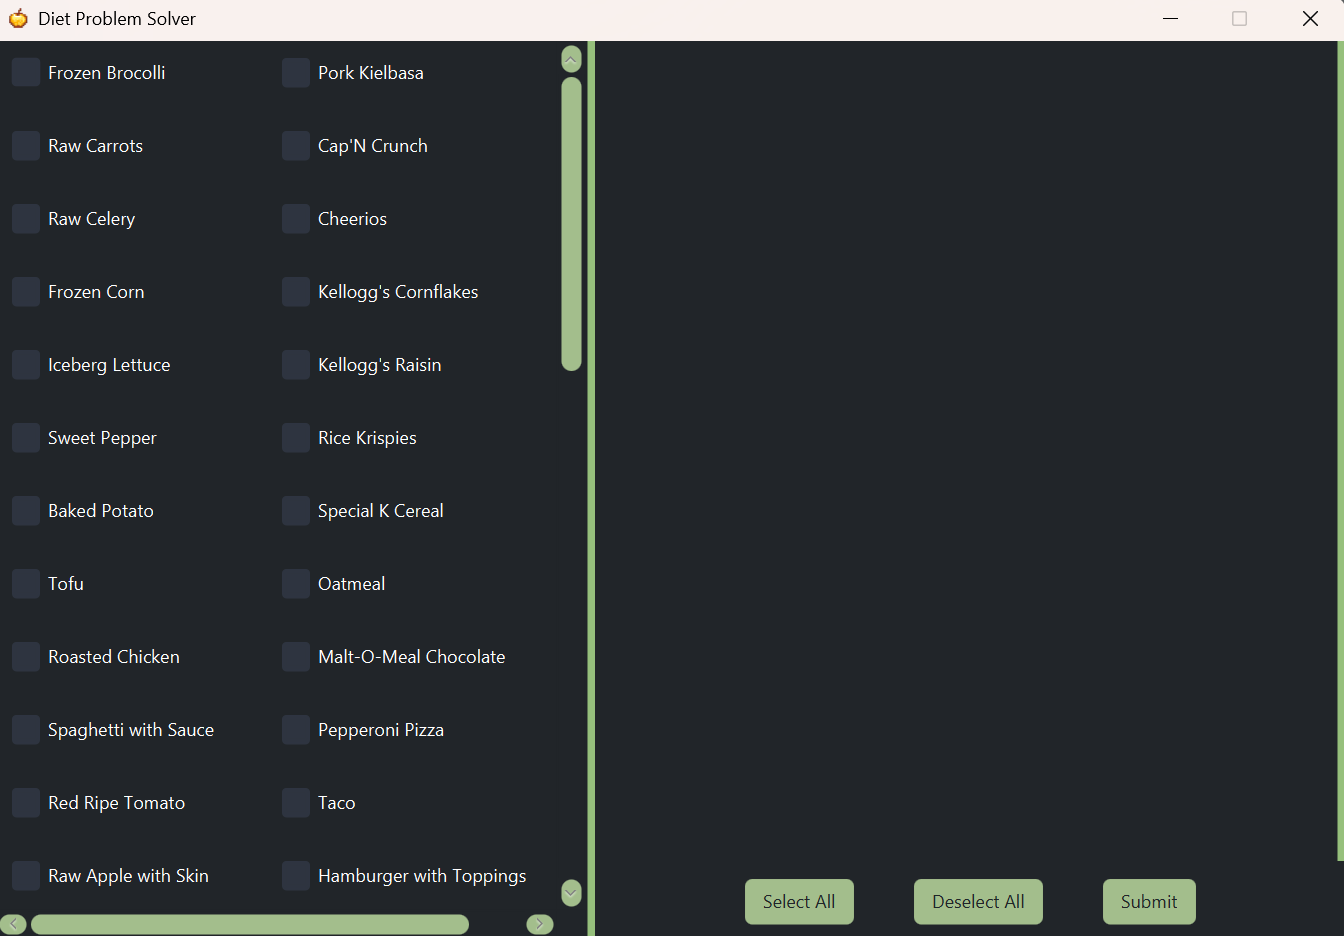 Diet Problem Solver
Frozen Brocolli
Pork Kielbasa
Raw Carrots
Cap'N Crunch
Raw Celery
Cheerios
Frozen Corn
Kellogg's Cornflakes
Iceberg Lettuce
Kellogg's Raisin
Sweet Pepper
Rice Krispies
Baked Potato
Special K Cereal
Tofu
Oatmeal
Roasted Chicken
Malt-O-Meal Chocolate
Spaghetti with Sauce
Pepperoni Pizza
Red Ripe Tomato
Taco
Raw Apple with Skin
Hamburger with Toppings
Select All
Deselect All
Submit